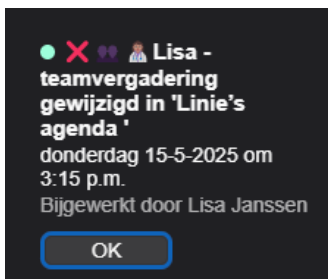 Lisa -
teamvergadering
gewijzigd in 'Linie's
agenda '
donderdag 15-5-2025 om
3:15 p.m.
Bijgewerkt door Lisa Janssen
OK